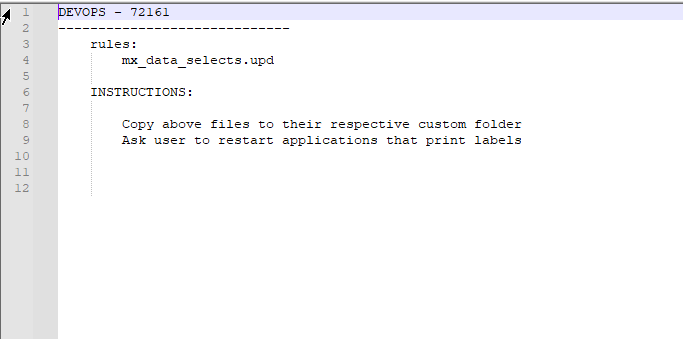 1 DEVOPS - 72161
2 -----------------------------
3 rules:
4 mx_data_selects.upd
5
6 INSTRUCTIONS:
7
8 Copy above files to their respective custom folder
9 Ask user to restart applications that print labels
10
11
12